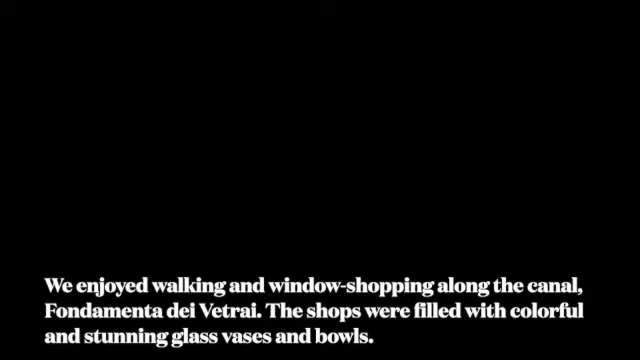 We enjoyed walking and window-shopping along the canal,
Fondamenta dei Vetrai. The shops were filled with colorful
and stunning glass vases and bowls.